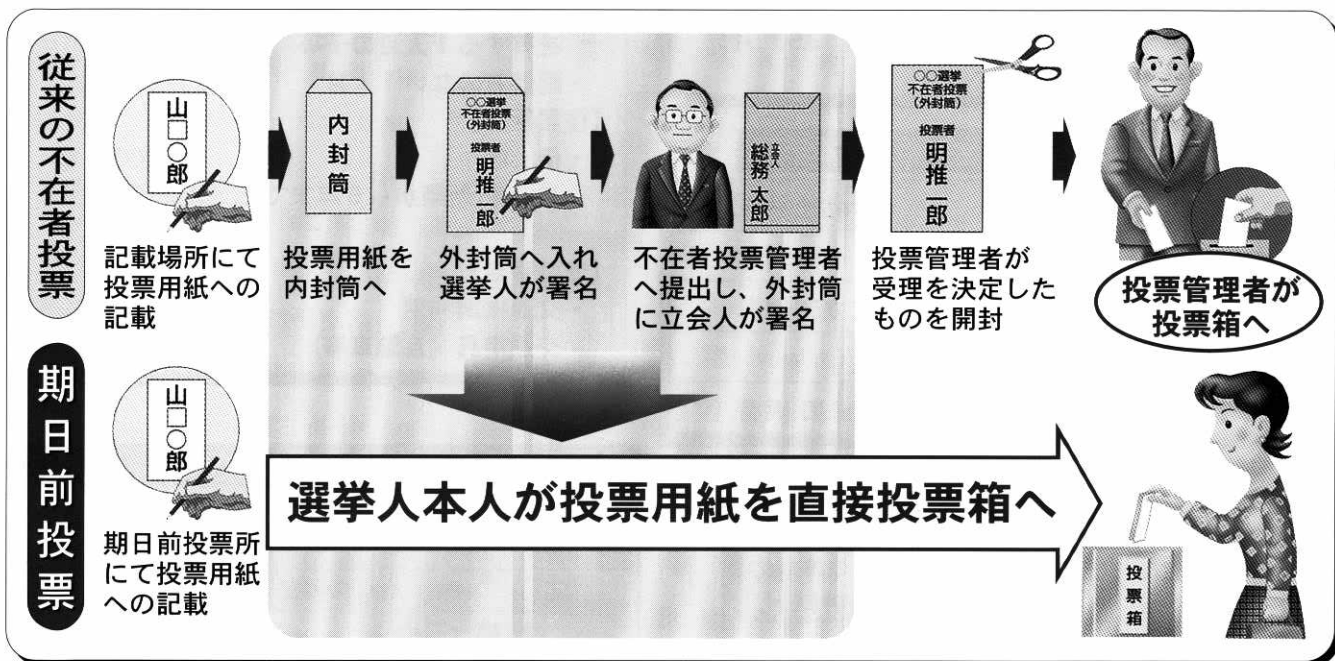 従来の不在者投票
山□○郎
記載場所にて
投票用紙への
記載
内封筒
投票用紙を
内封筒へ
○○選挙
不在者投票
(外封筒)
投票者
明推一郎
外封筒へ入れ
選挙人が署名
立会人
総務太郎
不在者投票管理者
へ提出し、外封筒
に立会人が署名
○○選挙
不在者投票
(外封筒)
投票者
明推一郎
投票管理者が
受理を決定した
ものを開封
投票管理者が
投票箱へ
期日前投票
山□○郎
期日前投票所
にて投票用紙
への記載
選挙人本人が投票用紙を直接投票箱へ
投票箱